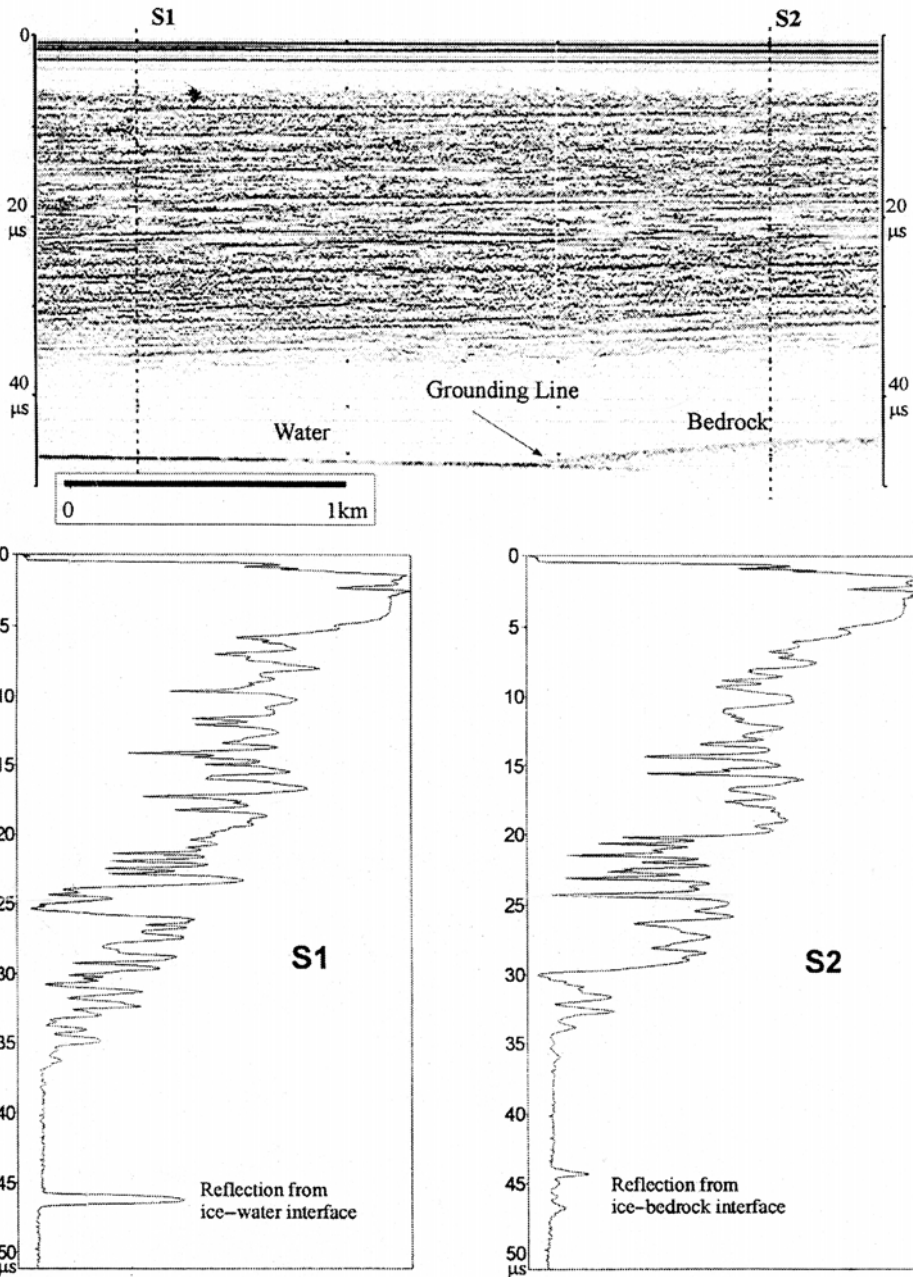 S1
S2
0
20
μs
20
μs
40
μs
40
μs
Grounding Line
Water
Bedrock
0
1km
0
5
10
15
20
25
30
35
40
45
50
μs
S1
Reflection from
ice-water interface
0
5
10
15
20
25
30
35
40
45
50
μs
S2
Reflection from
ice-bedrock interface